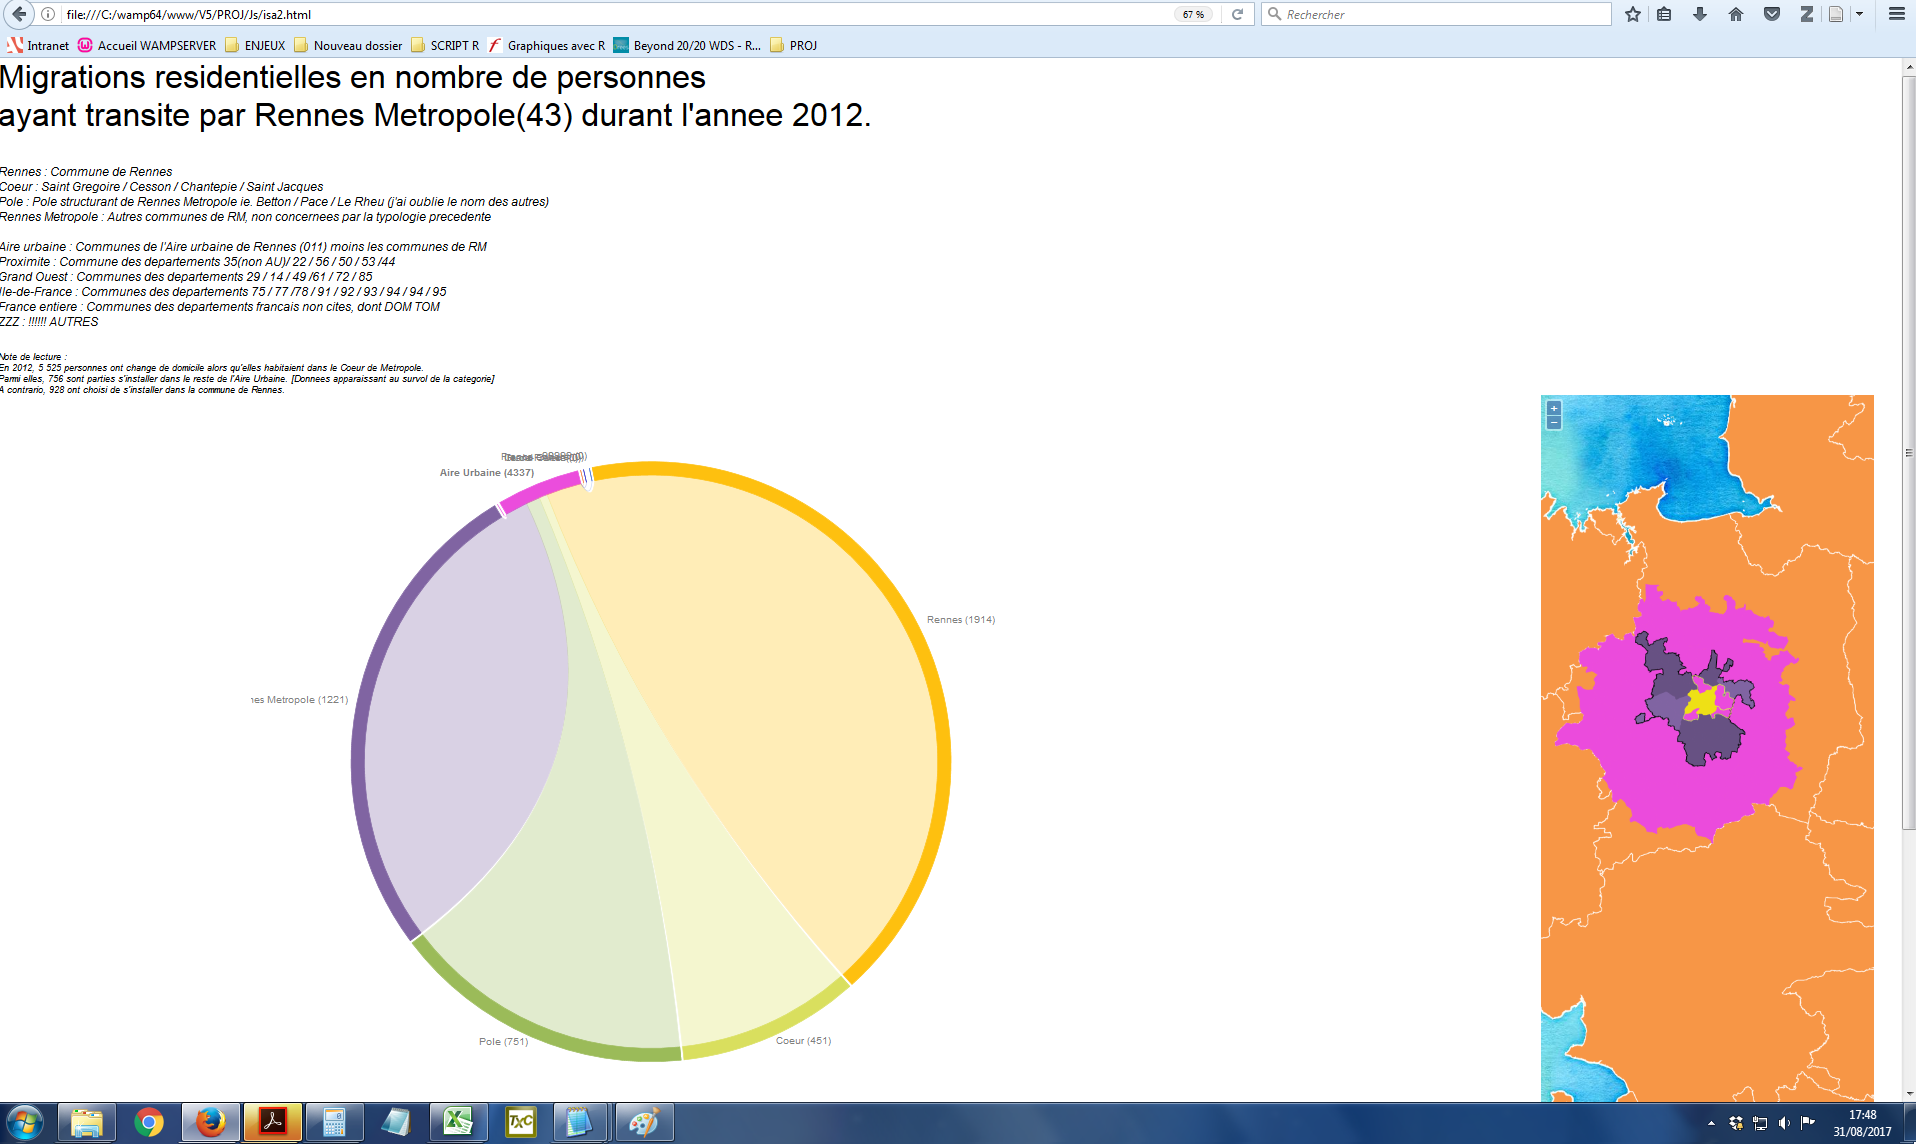 file:///C:/wamp64/www/V5/PROJ/Js/isa2.html
67 %
Rechercher
Intranet
Accueil WAMPSERVER
ENJEUX
Nouveau dossier
SCRIPT R
Graphiques avec R
Beyond 20/20 WDS - R...
PROJ
Migrations residentielles en nombre de personnes
ayant transite par Rennes Metropole(43) durant l'annee 2012.
Rennes : Commune de Rennes
Coeur : Saint Gregoire / Cesson / Chantepie / Saint Jacques
Pole : Pole structurant de Rennes Metropole ie. Betton / Pace / Le Rheu (j'ai oublie le nom des autres)
Rennes Metropole : Autres communes de RM, non concernees par la typologie precedente
Aire urbaine : Communes de l'Aire urbaine de Rennes (011) moins les communes de RM
Proximite : Commune des departements 35(non AU)/ 22 / 56 / 50 / 53 /44
Grand Ouest : Communes des departements 29 / 14 / 49 /61 / 72 / 85
Ile-de-France : Communes des departements 75 / 77 /78 / 91 / 92 / 93 / 94 / 94 / 95
France entiere : Communes des departements francais non cites, dont DOM TOM
ZZZ : !!!!!! AUTRES
Note de lecture :
En 2012, 5 525 personnes ont change de domicile alors qu'elles habitaient dans le Coeur de Metropole.
Parmi elles, 756 sont parties s'installer dans le reste de l'Aire Urbaine. [Donnees apparaissant au survol de la categorie]
A contrario, 928 ont choisi de s'installer dans la commune de Rennes.
+
−
Aire Urbaine (4337)
Rennes (1914)
nes Metropole (1221)
Pole (751)
Coeur (451)
TXC
17:48
31/08/2017